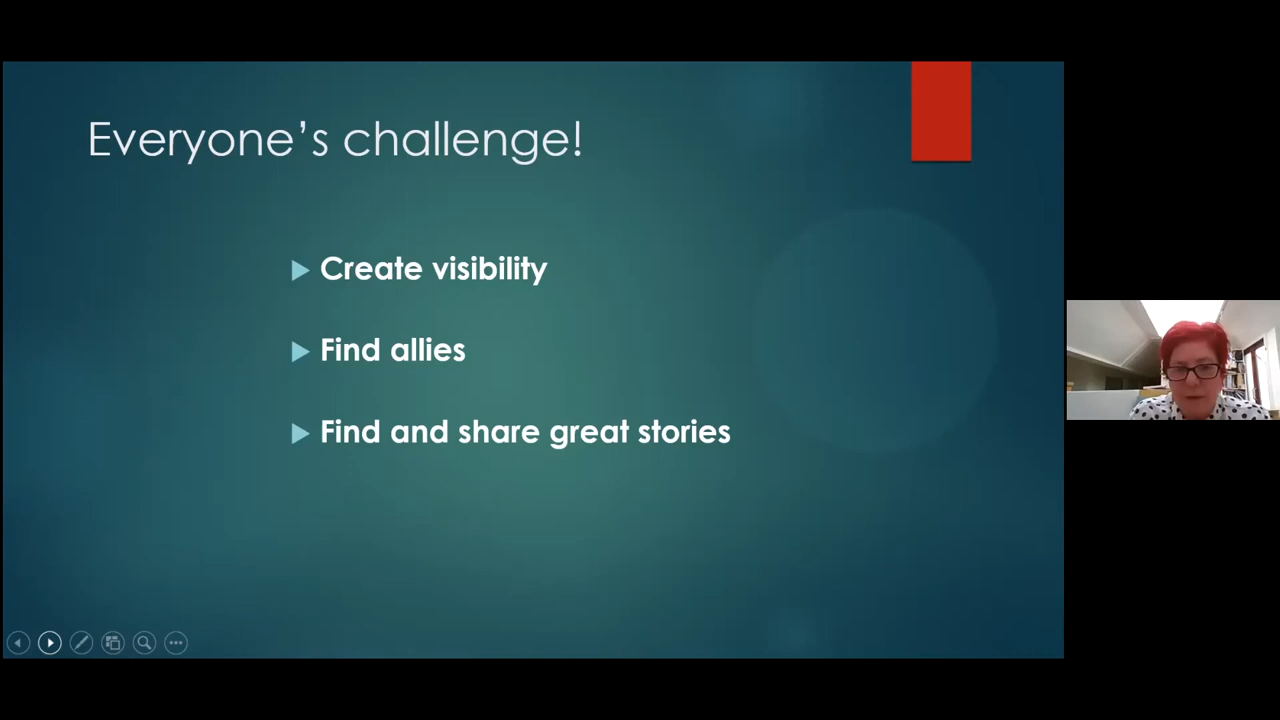 Everyone’s challenge!
Create visibility
Find allies
Find and share great stories